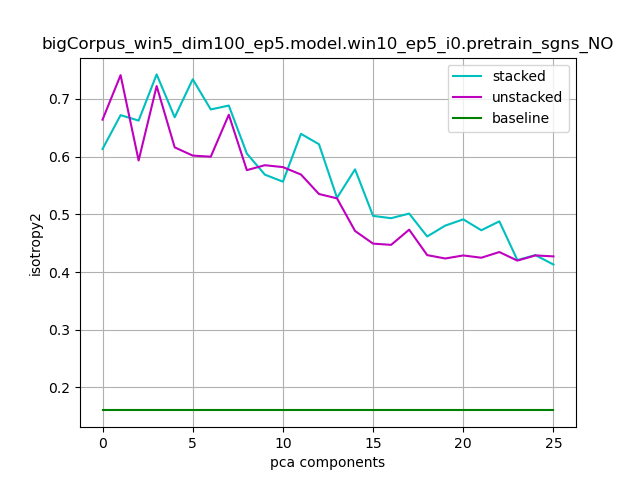 bigCorpus_win5_dim100_ep5.model.win10_ep5_i0.pretrain_sgns_NO
stacked
unstacked
baseline
isotropy2
0.7
0.6
0.5
0.4
0.3
0.2
0 5 10 15 20 25
pca components